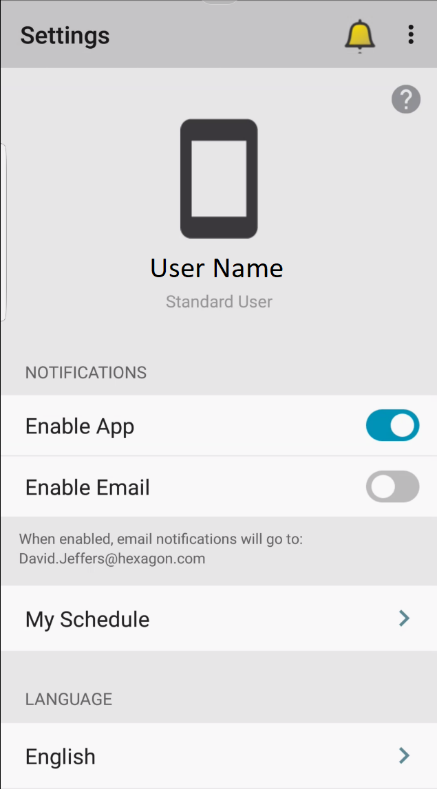 Settings
?
User Name
Standard User
NOTIFICATIONS
Enable App
Enable Email
When enabled, email notifications will go to:
David.Jeffers@hexagon.com
My Schedule
LANGUAGE
English